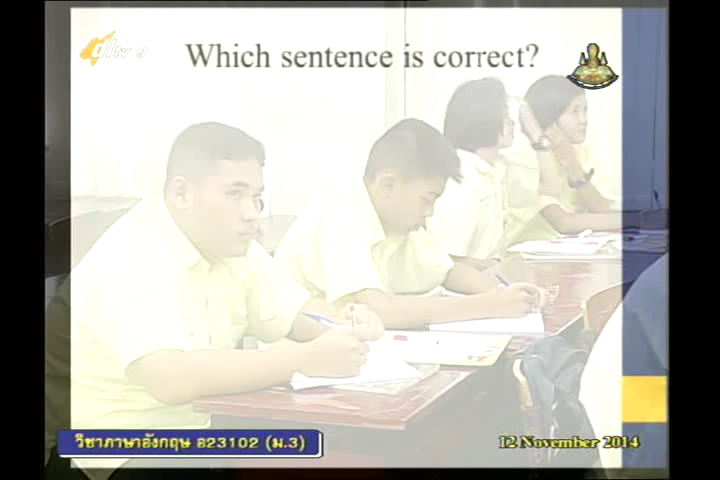 Which sentence is correct?
วิชาภาษาอังกฤษ อ23102 (ม.3)
12 November 2014